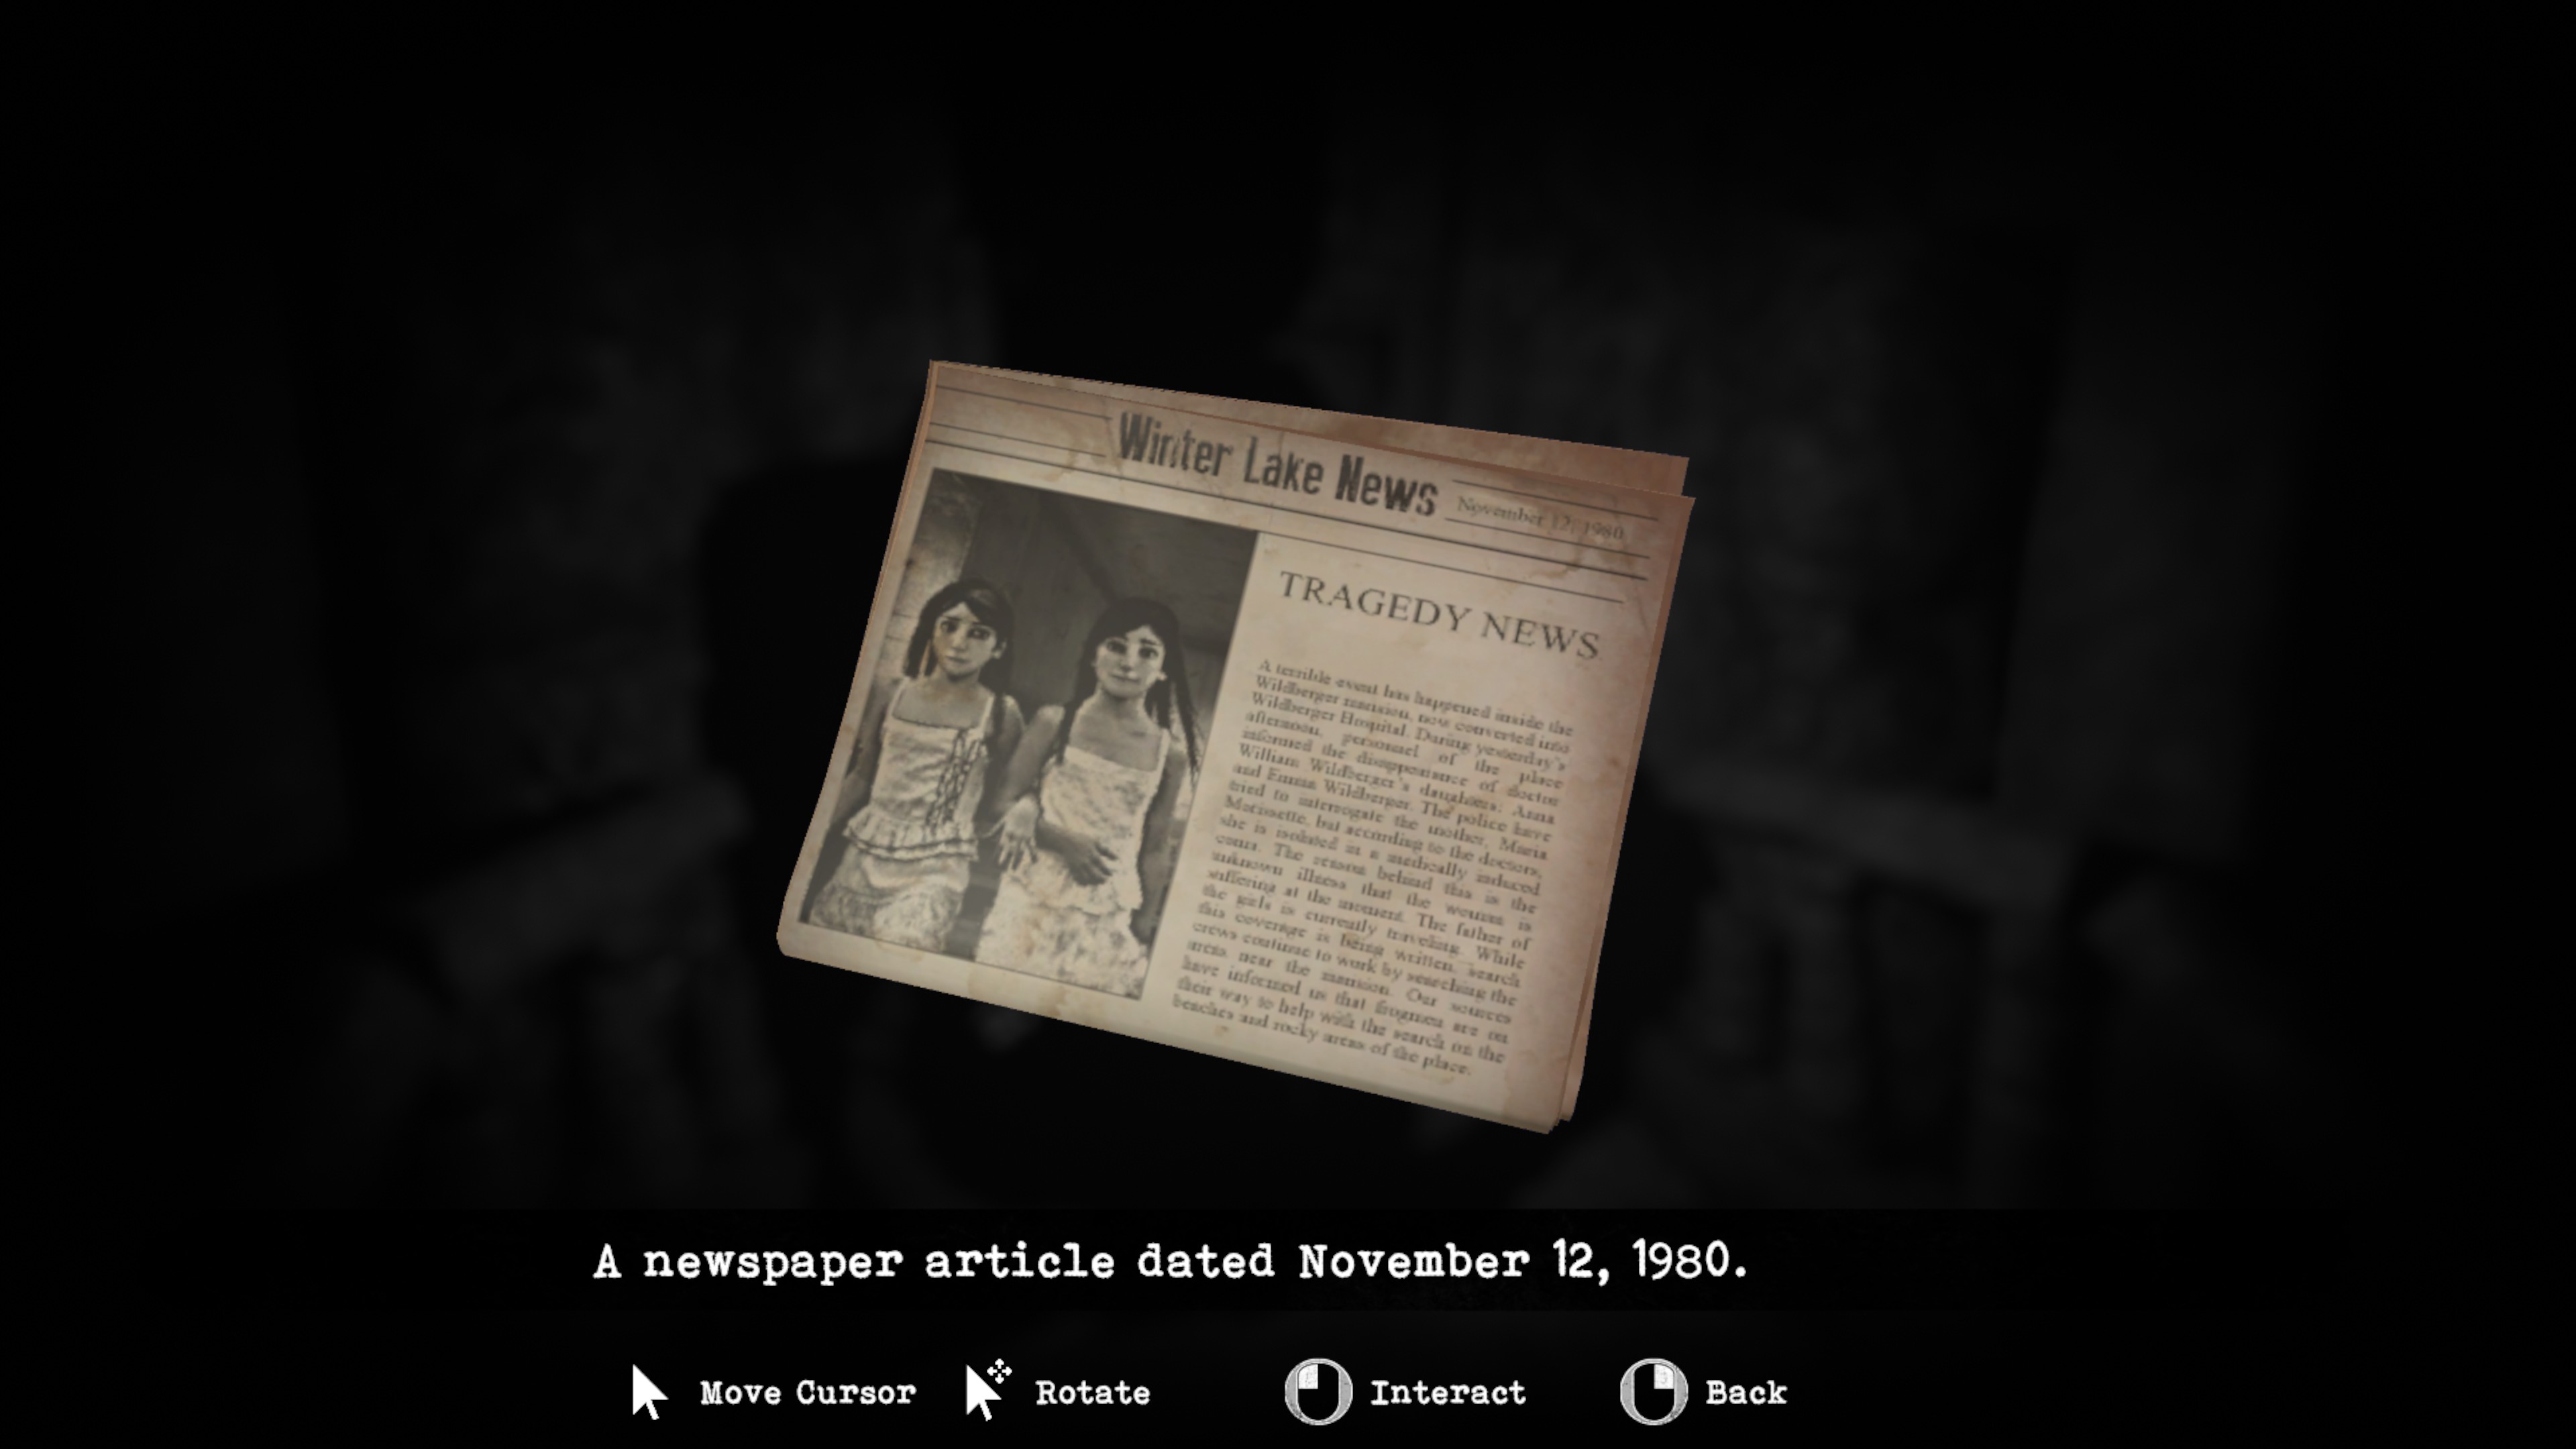 Winter Lake News
November 12, 1980
TRAGEDY NEWS
A terrible event has happened inside the
Wildberger mansion, now converted into
Wildberger Hospital. During yesterday's
afternoon, personnel of the place
informed the disappearance of doctor
William Wildberger's daughters: Anna
and Emma Wildberger. The police have
tried to interrogate the mother, Maria
Morissette, but according to the doctors,
she is isolated in a medically induced
coma. The reason behind this is the
unknown illness that the woman is
suffering at the moment. The father of
the girls is currently traveling. While
this coverage is being written, search
crews continue to work by searching the
areas near the mansion. Our sources
have informed us that frogmen are on
their way to help with the search on the
beaches and rocky areas of the place.
A newspaper article dated November 12, 1980.
Move Cursor
Rotate
Interact
Back